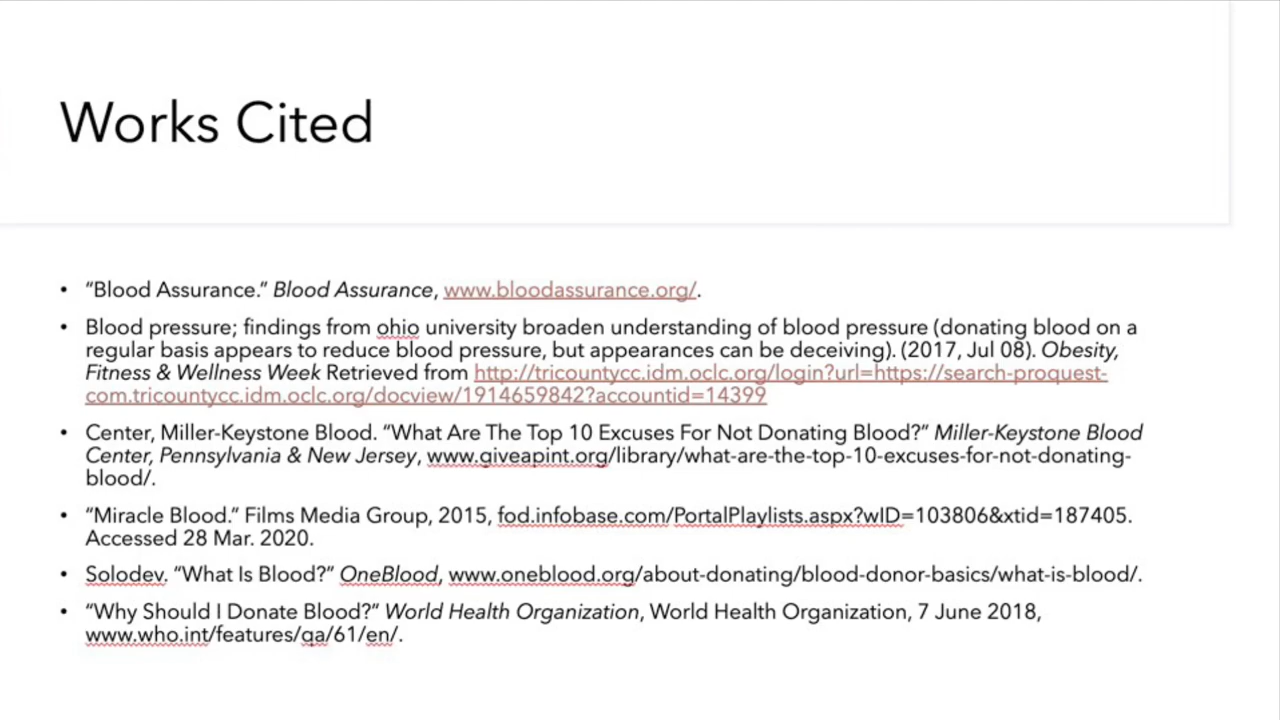 Works Cited
• “Blood Assurance.” Blood Assurance, www.bloodassurance.org/.
• Blood pressure; findings from ohio university broaden understanding of blood pressure (donating blood on a
regular basis appears to reduce blood pressure, but appearances can be deceiving). (2017, Jul 08). Obesity,
Fitness & Wellness Week Retrieved from http://tricountycc.idm.oclc.org/login?url=https://search-proquest-
com.tricountycc.idm.oclc.org/docview/1914659842?accountid=14399
• Center, Miller-Keystone Blood. “What Are The Top 10 Excuses For Not Donating Blood?” Miller-Keystone Blood
Center, Pennsylvania & New Jersey, www.giveapint.org/library/what-are-the-top-10-excuses-for-not-donating-
blood/.
• “Miracle Blood.” Films Media Group, 2015, fod.infobase.com/PortalPlaylists.aspx?wID=103806&xtid=187405.
Accessed 28 Mar. 2020.
• Solodev. “What Is Blood?” OneBlood, www.oneblood.org/about-donating/blood-donor-basics/what-is-blood/.
• “Why Should I Donate Blood?” World Health Organization, World Health Organization, 7 June 2018,
www.who.int/features/qa/61/en/.